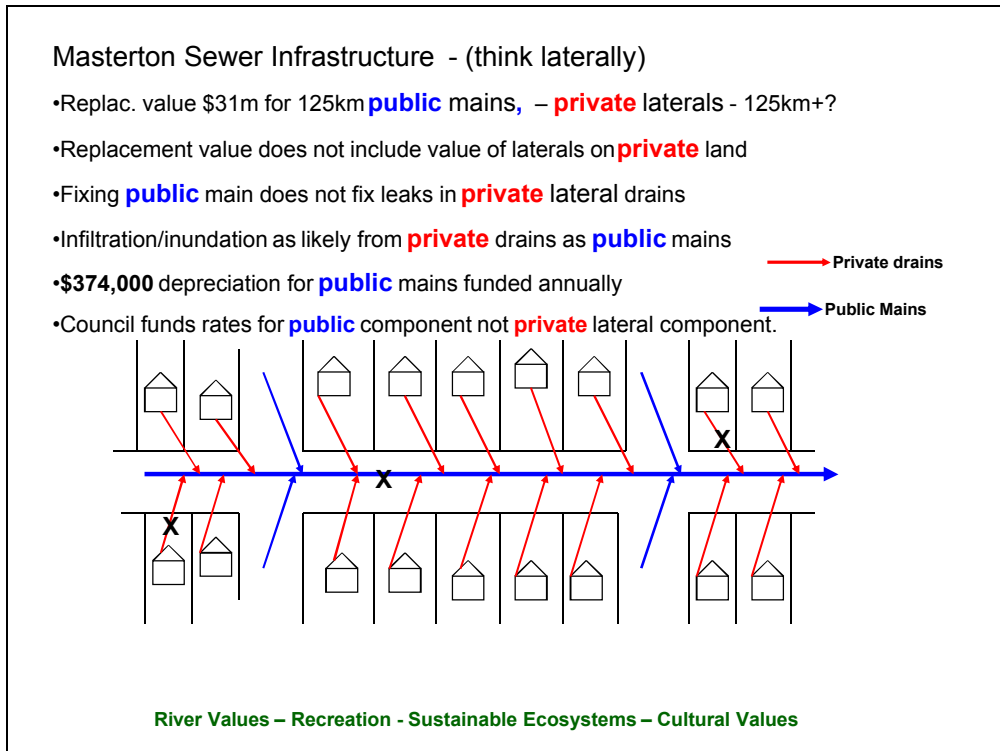 Masterton Sewer Infrastructure - (think laterally)
•Replac. value $31m for 125km public mains, – private laterals - 125km+?
•Replacement value does not include value of laterals on private land
•Fixing public main does not fix leaks in private lateral drains
•Infiltration/inundation as likely from private drains as public mains
Private drains
•$374,000 depreciation for public mains funded annually
Public Mains
•Council funds rates for public component not private lateral component.
X
X
X
River Values – Recreation - Sustainable Ecosystems – Cultural Values